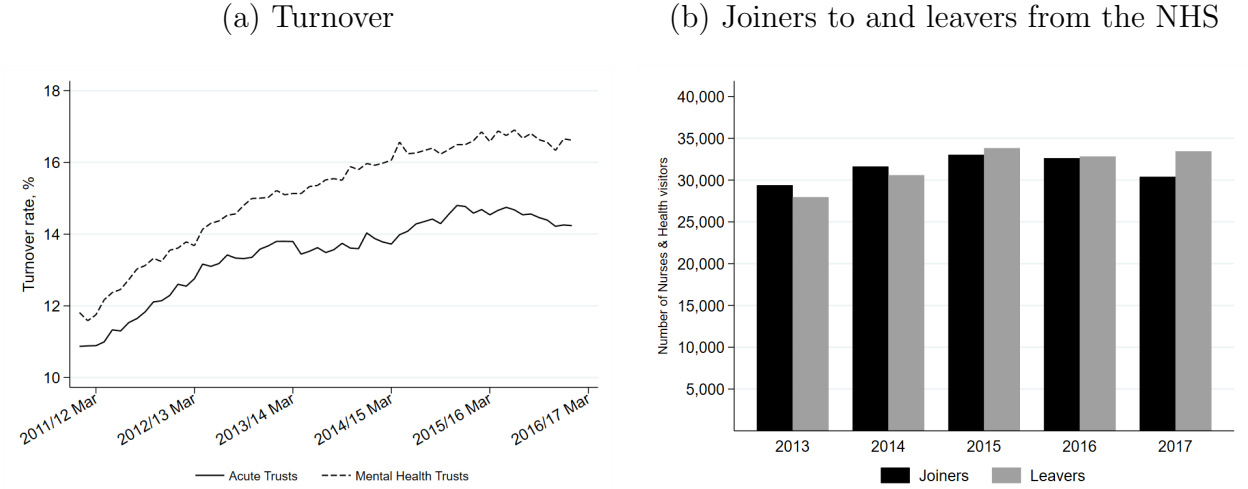 (a) Turnover
18
16
14
12
10
Turnover rate, %
2011/12 Mar
2012/13 Mar
2013/14 Mar
2014/15 Mar
2015/16 Mar
2016/17 Mar
Acute Trusts
Mental Health Trusts
(b) Joiners to and leavers from the NHS
40,000
35,000
30,000
25,000
20,000
15,000
10,000
5,000
Number of Nurses & Health visitors
2013
2014
2015
2016
2017
Joiners
Leavers